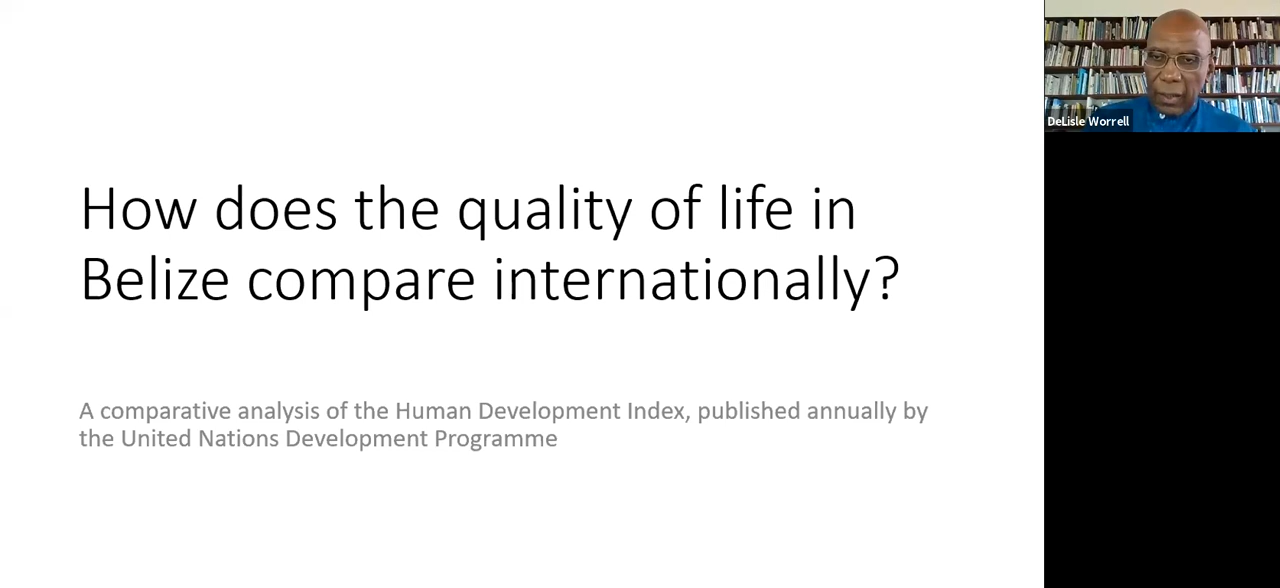 How does the quality of life in
Belize compare internationally?
A comparative analysis of the Human Development Index, published annually by
the United Nations Development Programme
DeLisle Worrell